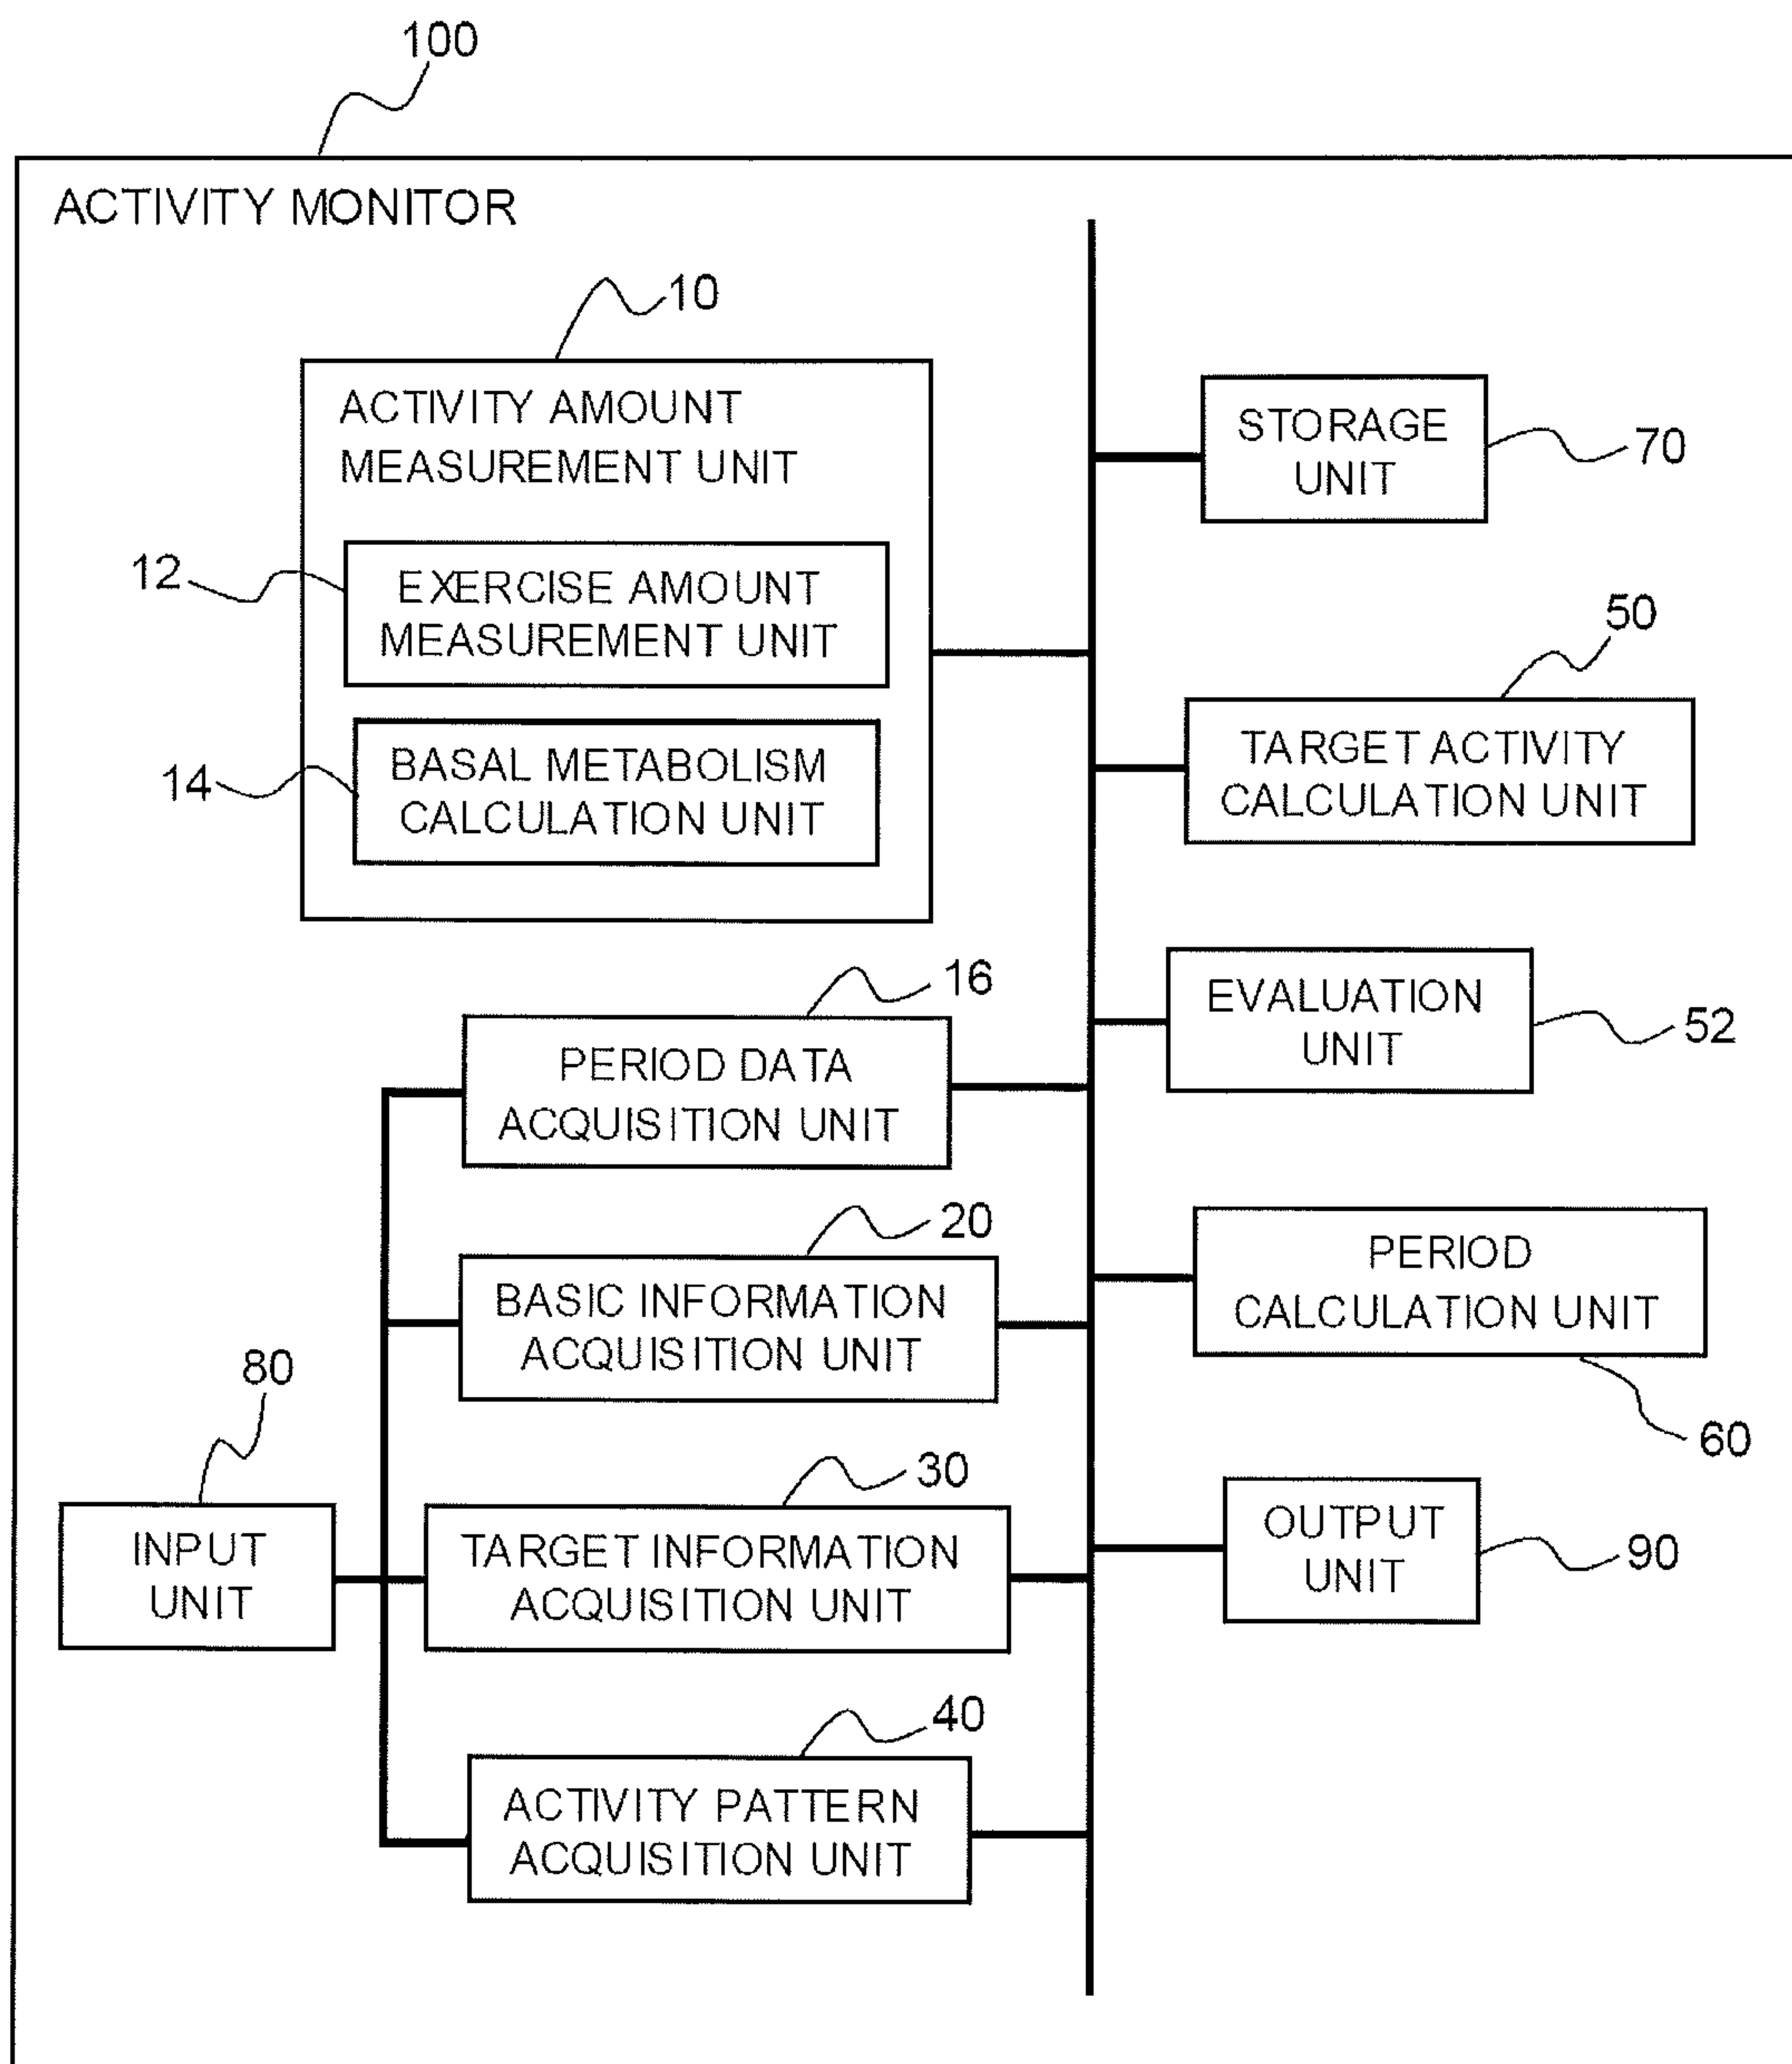 100
ACTIVITY MONITOR
10
ACTIVITY AMOUNT
MEASUREMENT UNIT
12
EXERCISE AMOUNT
MEASUREMENT UNIT
14
BASAL METABOLISM
CALCULATION UNIT
16
PERIOD DATA
ACQUISITION UNIT
20
BASIC INFORMATION
ACQUISITION UNIT
80
INPUT
UNIT
30
TARGET INFORMATION
ACQUISITION UNIT
40
ACTIVITY PATTERN
ACQUISITION UNIT
STORAGE
UNIT
70
50
TARGET ACTIVITY
CALCULATION UNIT
EVALUATION
UNIT
52
PERIOD
CALCULATION UNIT
60
OUTPUT
UNIT
90